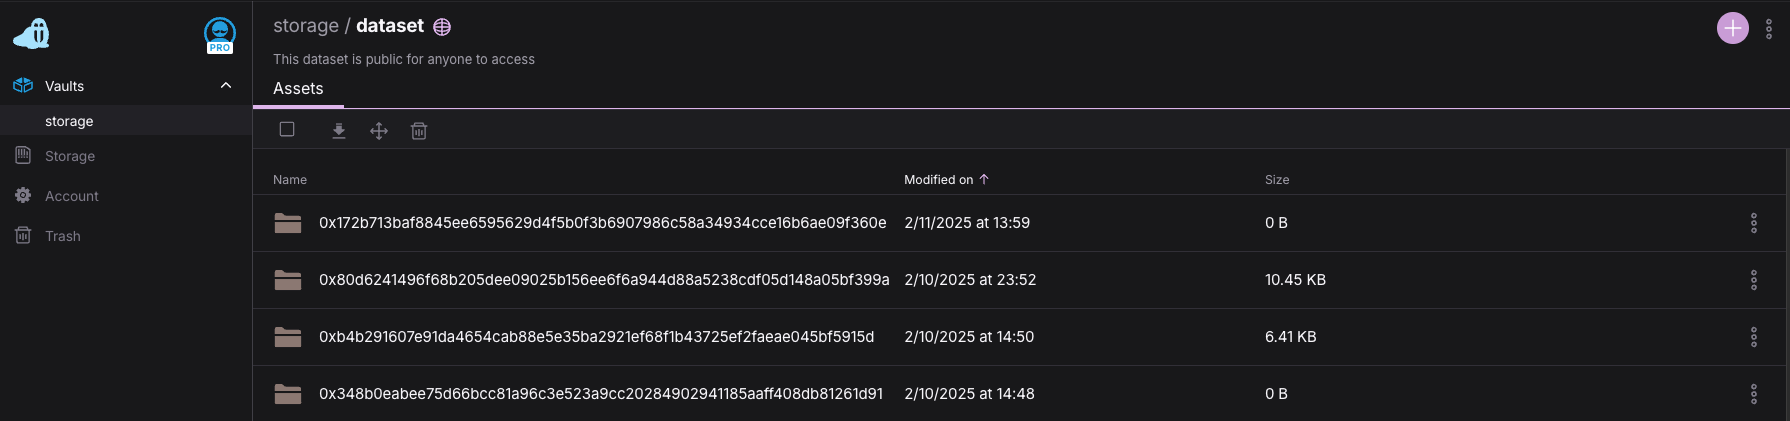 PRO
Vaults
storage
Storage
Account
Trash
storage / dataset
This dataset is public for anyone to access
Assets
Name Modified on Size
0x172b713baf8845ee6595629d4f5b0f3b6907986c58a34934cce16b6ae09f360e 2/11/2025 at 13:59 0 B
0x80d6241496f68b205dee09025b156ee6f6a944d88a5238cdf05d148a05bf399a 2/10/2025 at 23:52 10.45 KB
0xb4b291607e91da4654cab88e5e35ba2921ef68f1b43725ef2faeae045bf5915d 2/10/2025 at 14:50 6.41 KB
0x348b0eabee75d66bcc81a96c3e523a9cc20284902941185aaff408db81261d91 2/10/2025 at 14:48 0 B